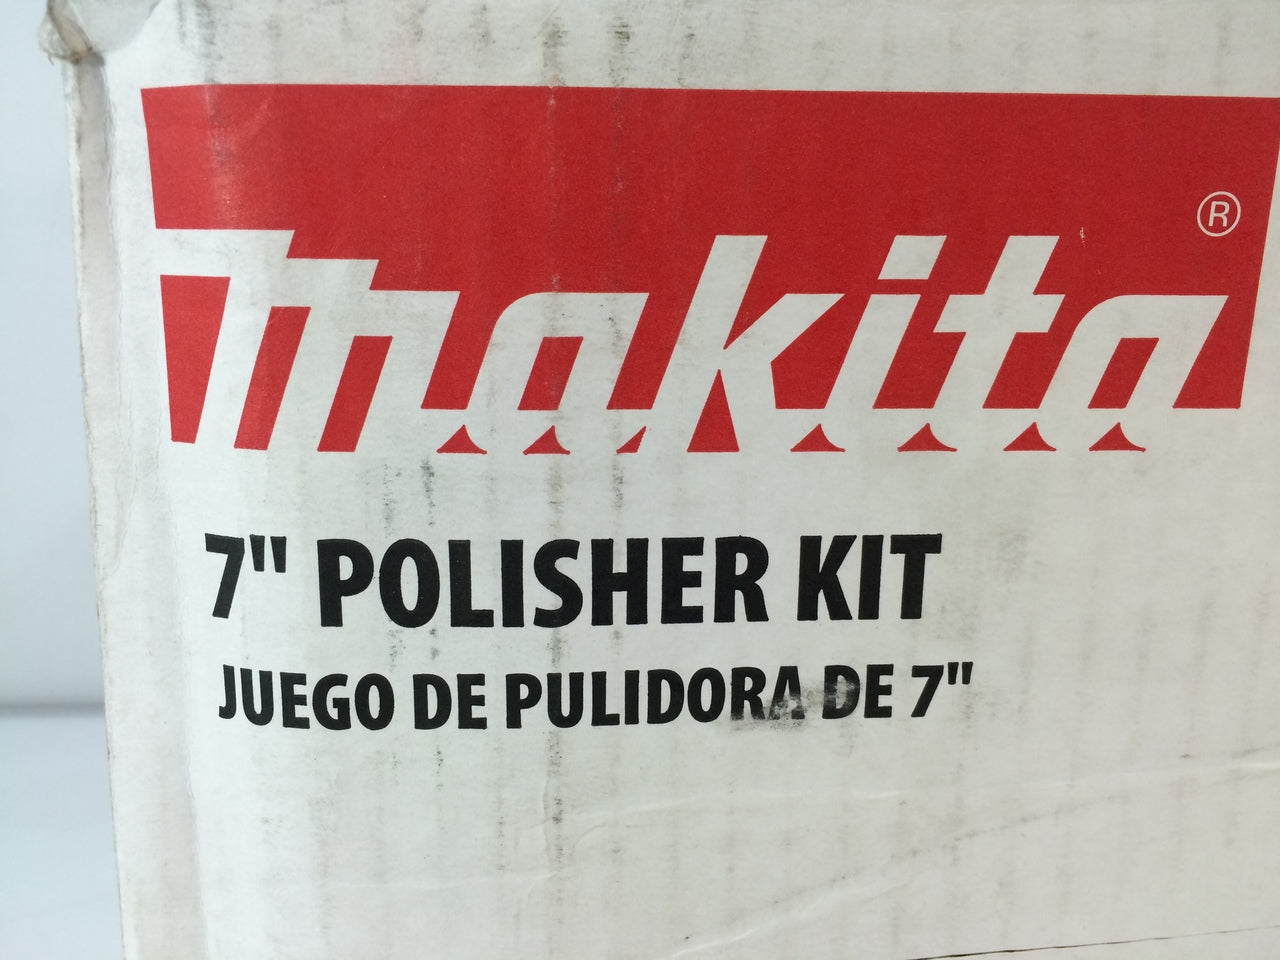 makita®
7" POLISHER KIT
JUEGO DE PULIDORA DE 7"